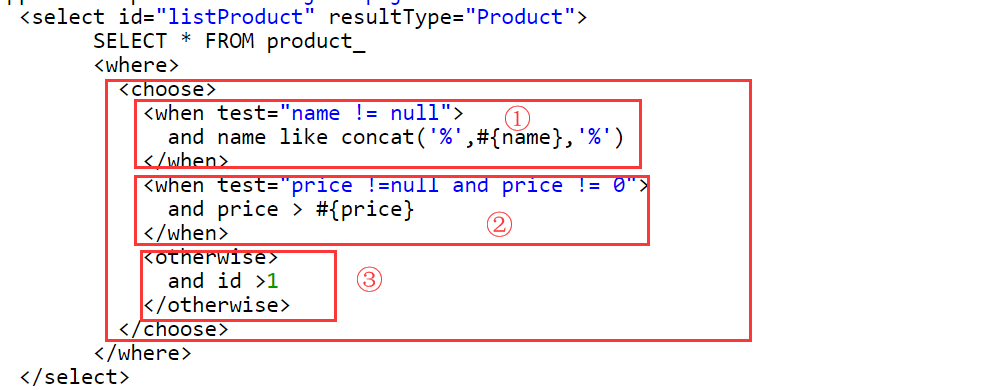 <select id="listProduct" resultType="Product">
SELECT * FROM product_
<where>
<choose>
<when test="name != null"> ①
and name like concat('%',#{name},'%')
</when>
<when test="price !=null and price != 0">
and price > #{price}
</when> ②
<otherwise>
and id >1 ③
</otherwise>
</choose>
</where>
</select>